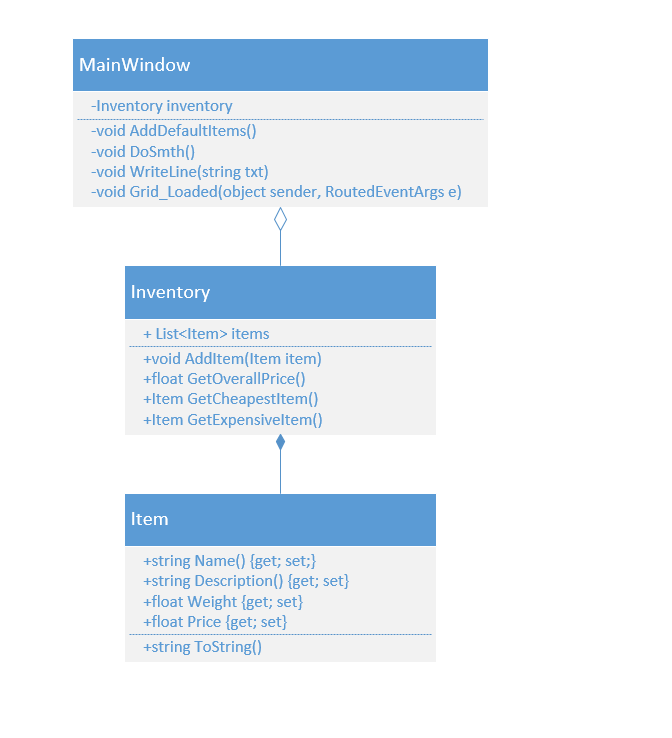 MainWindow
-Inventory inventory
-void AddDefaultItems()
-void DoSmth()
-void WriteLine(string txt)
-void Grid_Loaded(object sender, RoutedEventArgs e)
Inventory
+ List<Item> items
+void AddItem(Item item)
+float GetOverallPrice()
+Item GetCheapestItem()
+Item GetExpensiveItem()
Item
+string Name() {get; set;}
+string Description() {get; set}
+float Weight {get; set}
+float Price {get; set}
+string ToString()